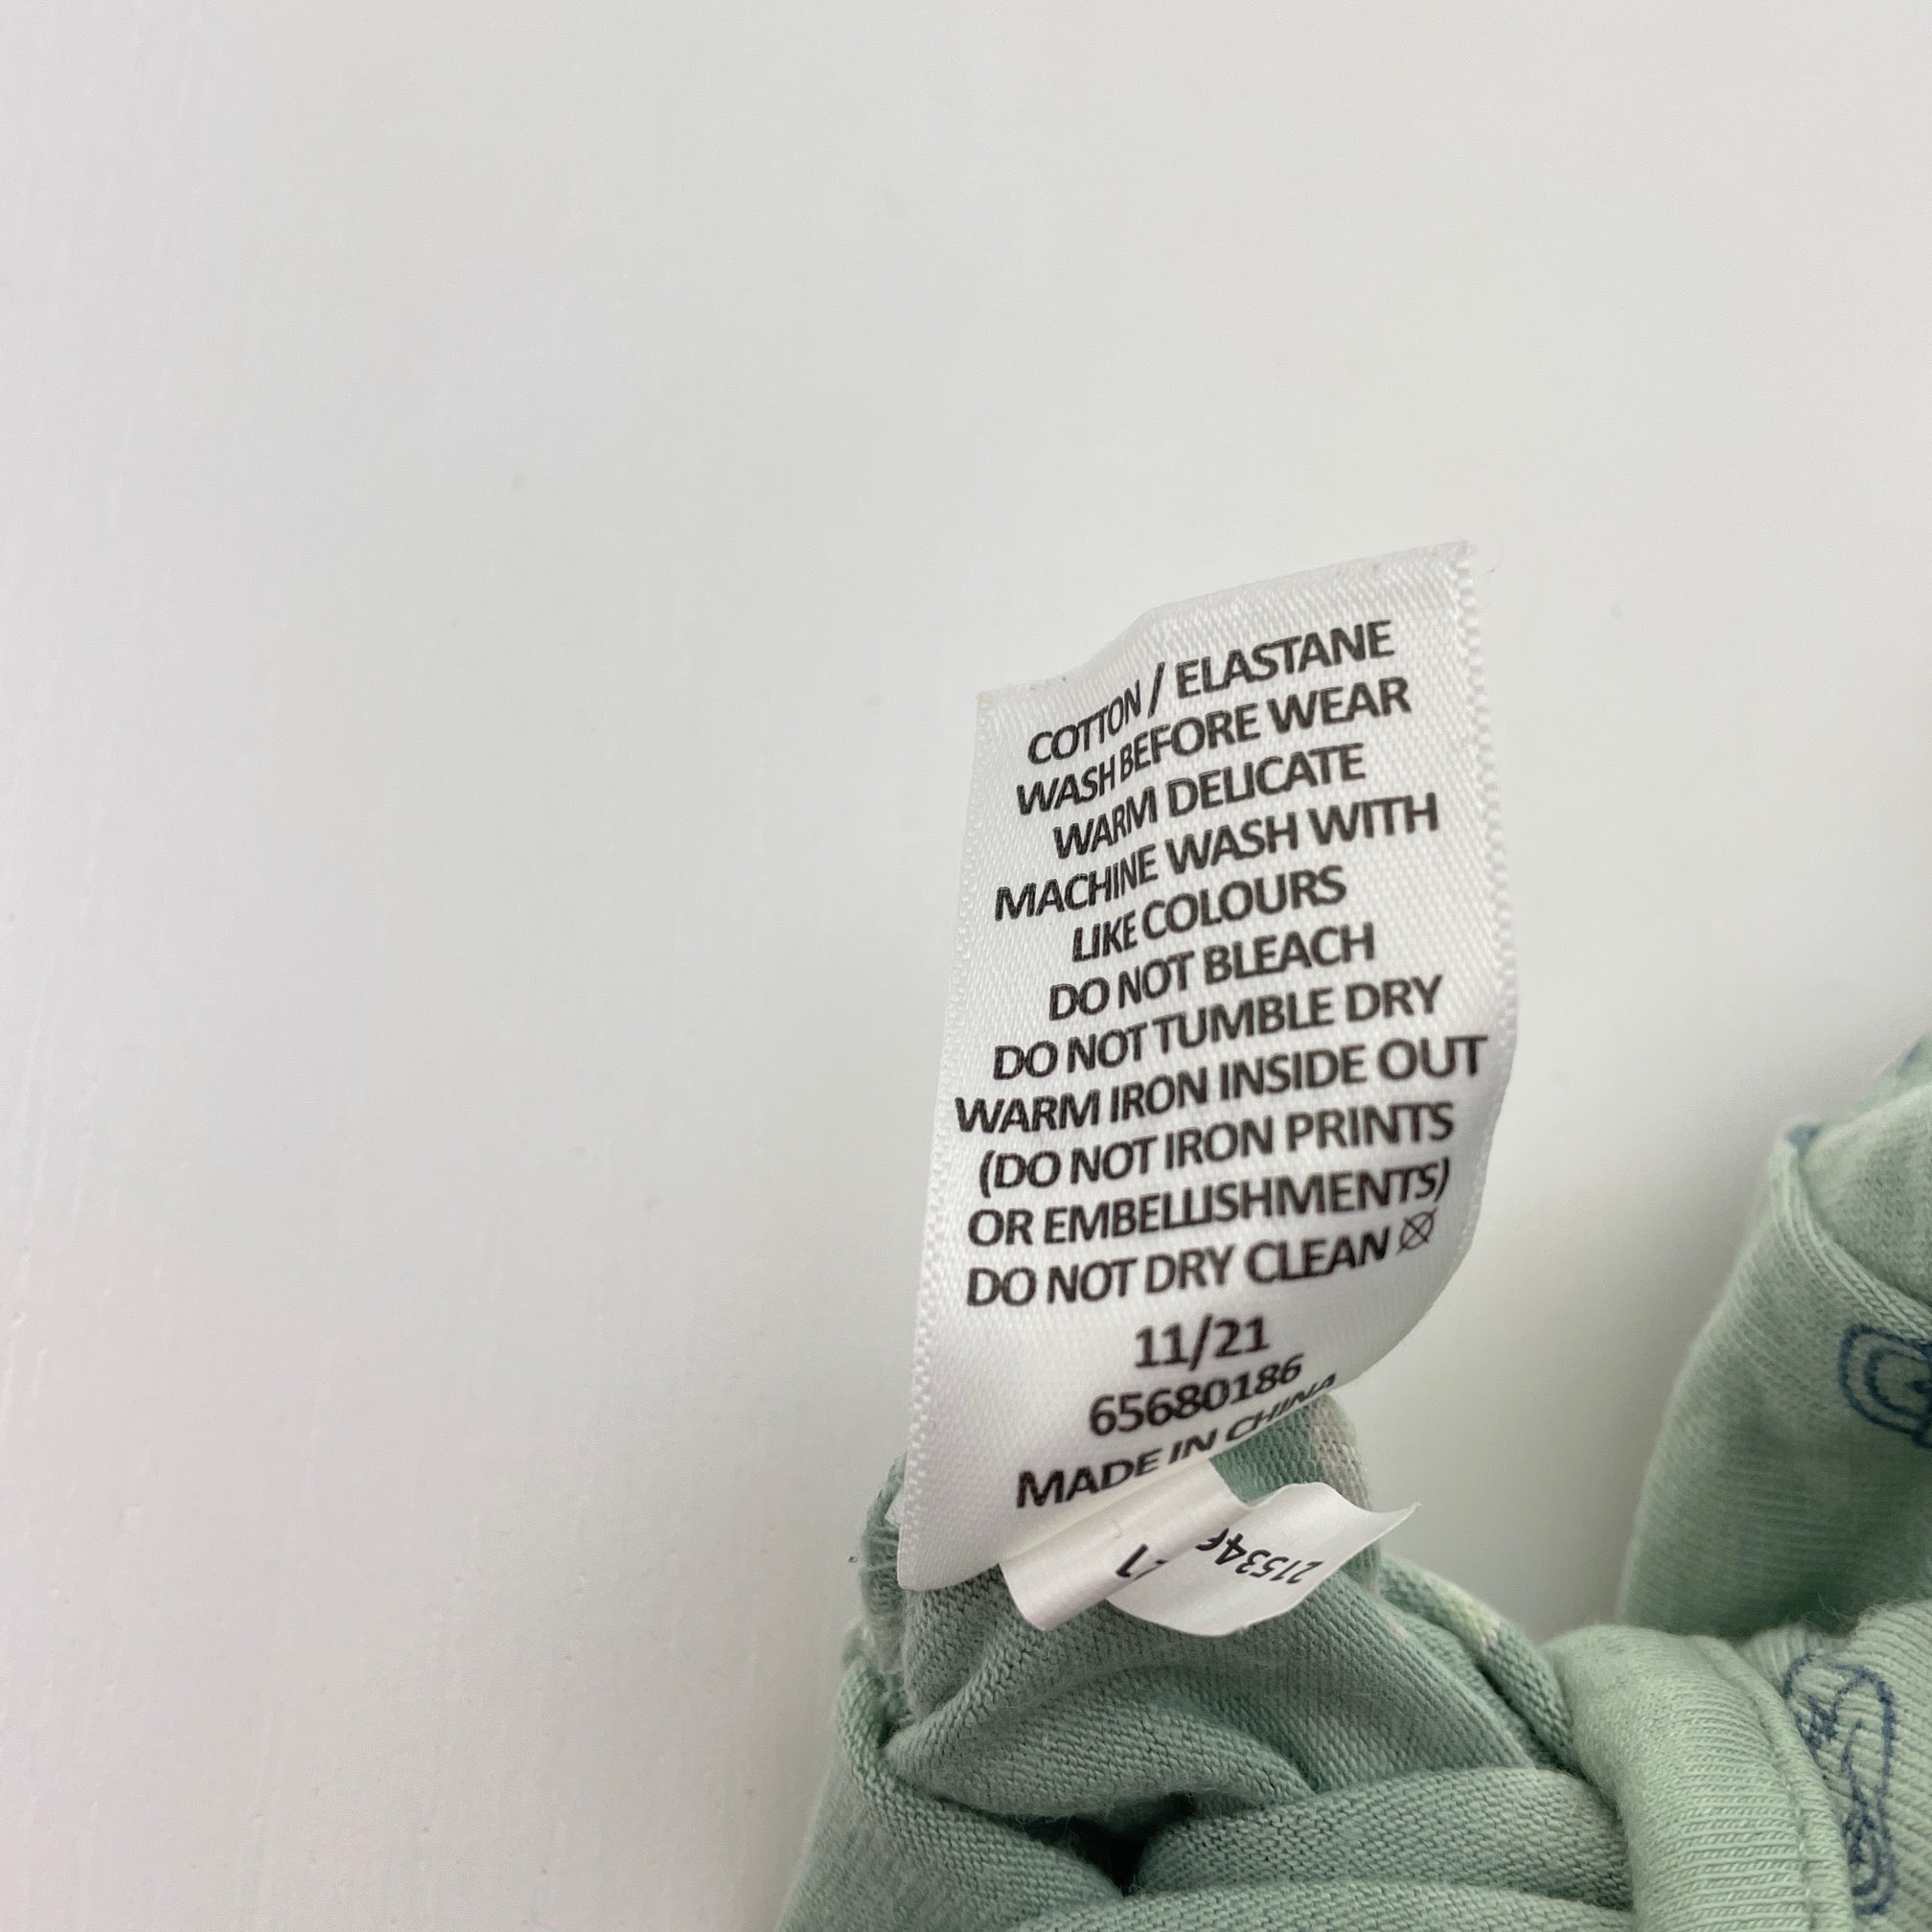 COTTON / ELASTANE
WASH BEFORE WEAR
WARM DELICATE
MACHINE WASH WITH
LIKE COLOURS
DO NOT BLEACH
DO NOT TUMBLE DRY
WARM IRON INSIDE OUT
(DO NOT IRON PRINTS
OR EMBELLISHMENTS)
DO NOT DRY CLEAN
11/21
65680186
MADE IN CHINA